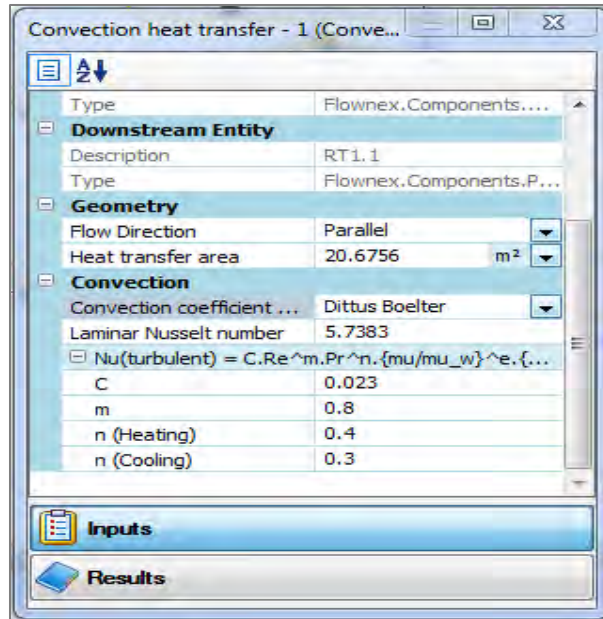 Convection heat transfer - 1 (Conve...
A
Z
Type Flownex.Components....
Downstream Entity
Description RT1.1
Type Flownex.Components.P...
Geometry
Flow Direction Parallel
Heat transfer area 20.6756 m²
Convection
Convection coefficient ... Dittus Boelter
Laminar Nusselt number 5.7383
Nu(turbulent) = C.Re^m.Pr^n.{mu/mu_w}^e.{...
C 0.023
m 0.8
n (Heating) 0.4
n (Cooling) 0.3
Inputs
Results